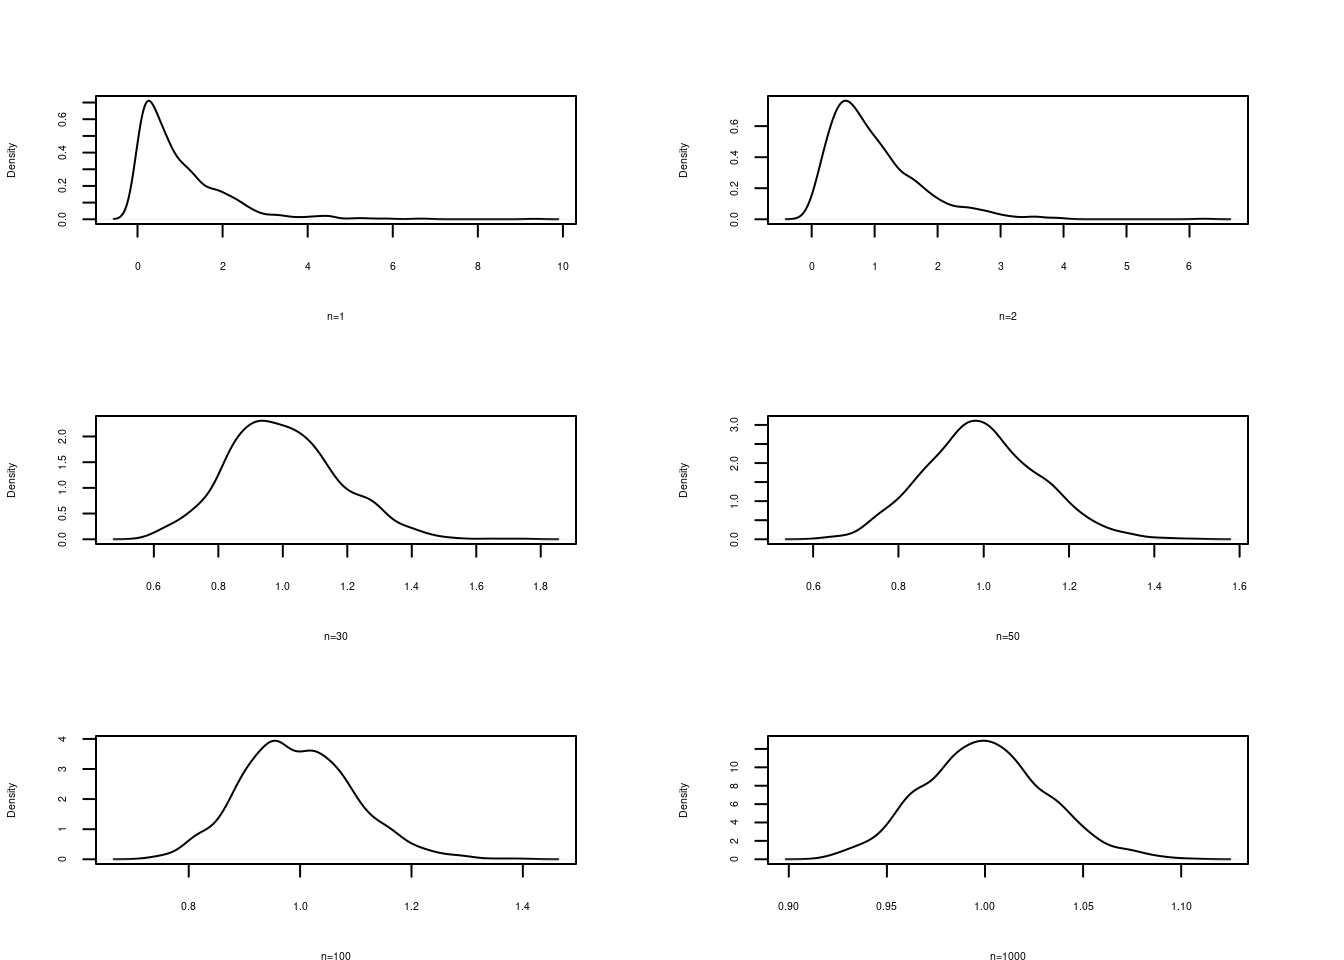 Density
0.0 0.2 0.4 0.6
0 2 4 6 8 10
n=1
Density
0.0 0.2 0.4 0.6
0 1 2 3 4 5 6
n=2
Density
0.0 0.5 1.0 1.5 2.0
0.6 0.8 1.0 1.2 1.4 1.6 1.8
n=30
Density
0.0 1.0 2.0 3.0
0.6 0.8 1.0 1.2 1.4 1.6
n=50
Density
0 1 2 3 4
0.8 1.0 1.2 1.4
n=100
Density
0 2 4 6 8 10
0.90 0.95 1.00 1.05 1.10
n=1000